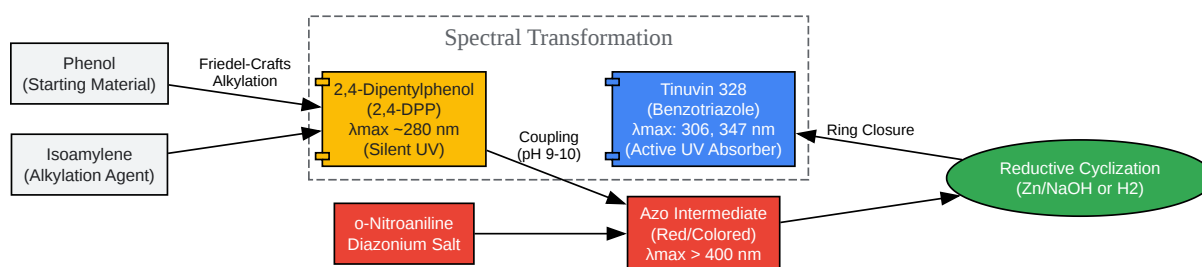 Spectral Transformation
Phenol
(Starting Material)
Friedel-Crafts
Alkylation
2,4-Dipentylphenol
(2,4-DPP)
λmax ~280 nm
(Silent UV)
Tinuvin 328
(Benzotriazole)
λmax: 306, 347 nm
(Active UV Absorber)
Isoamylene
(Alkylation Agent)
Coupling
(pH 9-10)
Ring Closure
Reductive Cyclization
(Zn/NaOH or H2)
o-Nitroaniline
Diazonium Salt
Azo Intermediate
(Red/Colored)
λmax > 400 nm